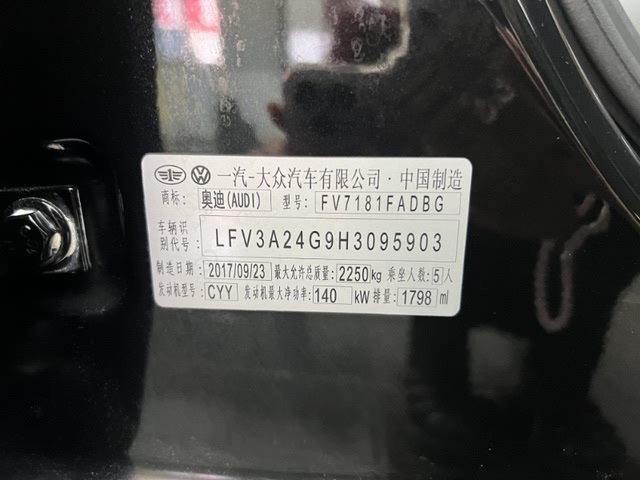 一汽-大众汽车有限公司·中国制造
商标: 奥迪(AUDI) 型号: FV7181FADBG
车辆识
别代号: LFV3A24G9H3095903
制造日期: 2017/09/23 最大允许总质量: 2250kg 乘坐人数: 5人
发动机型号: CYY 发动机最大净功率: 140 kW 排量: 1798 ml